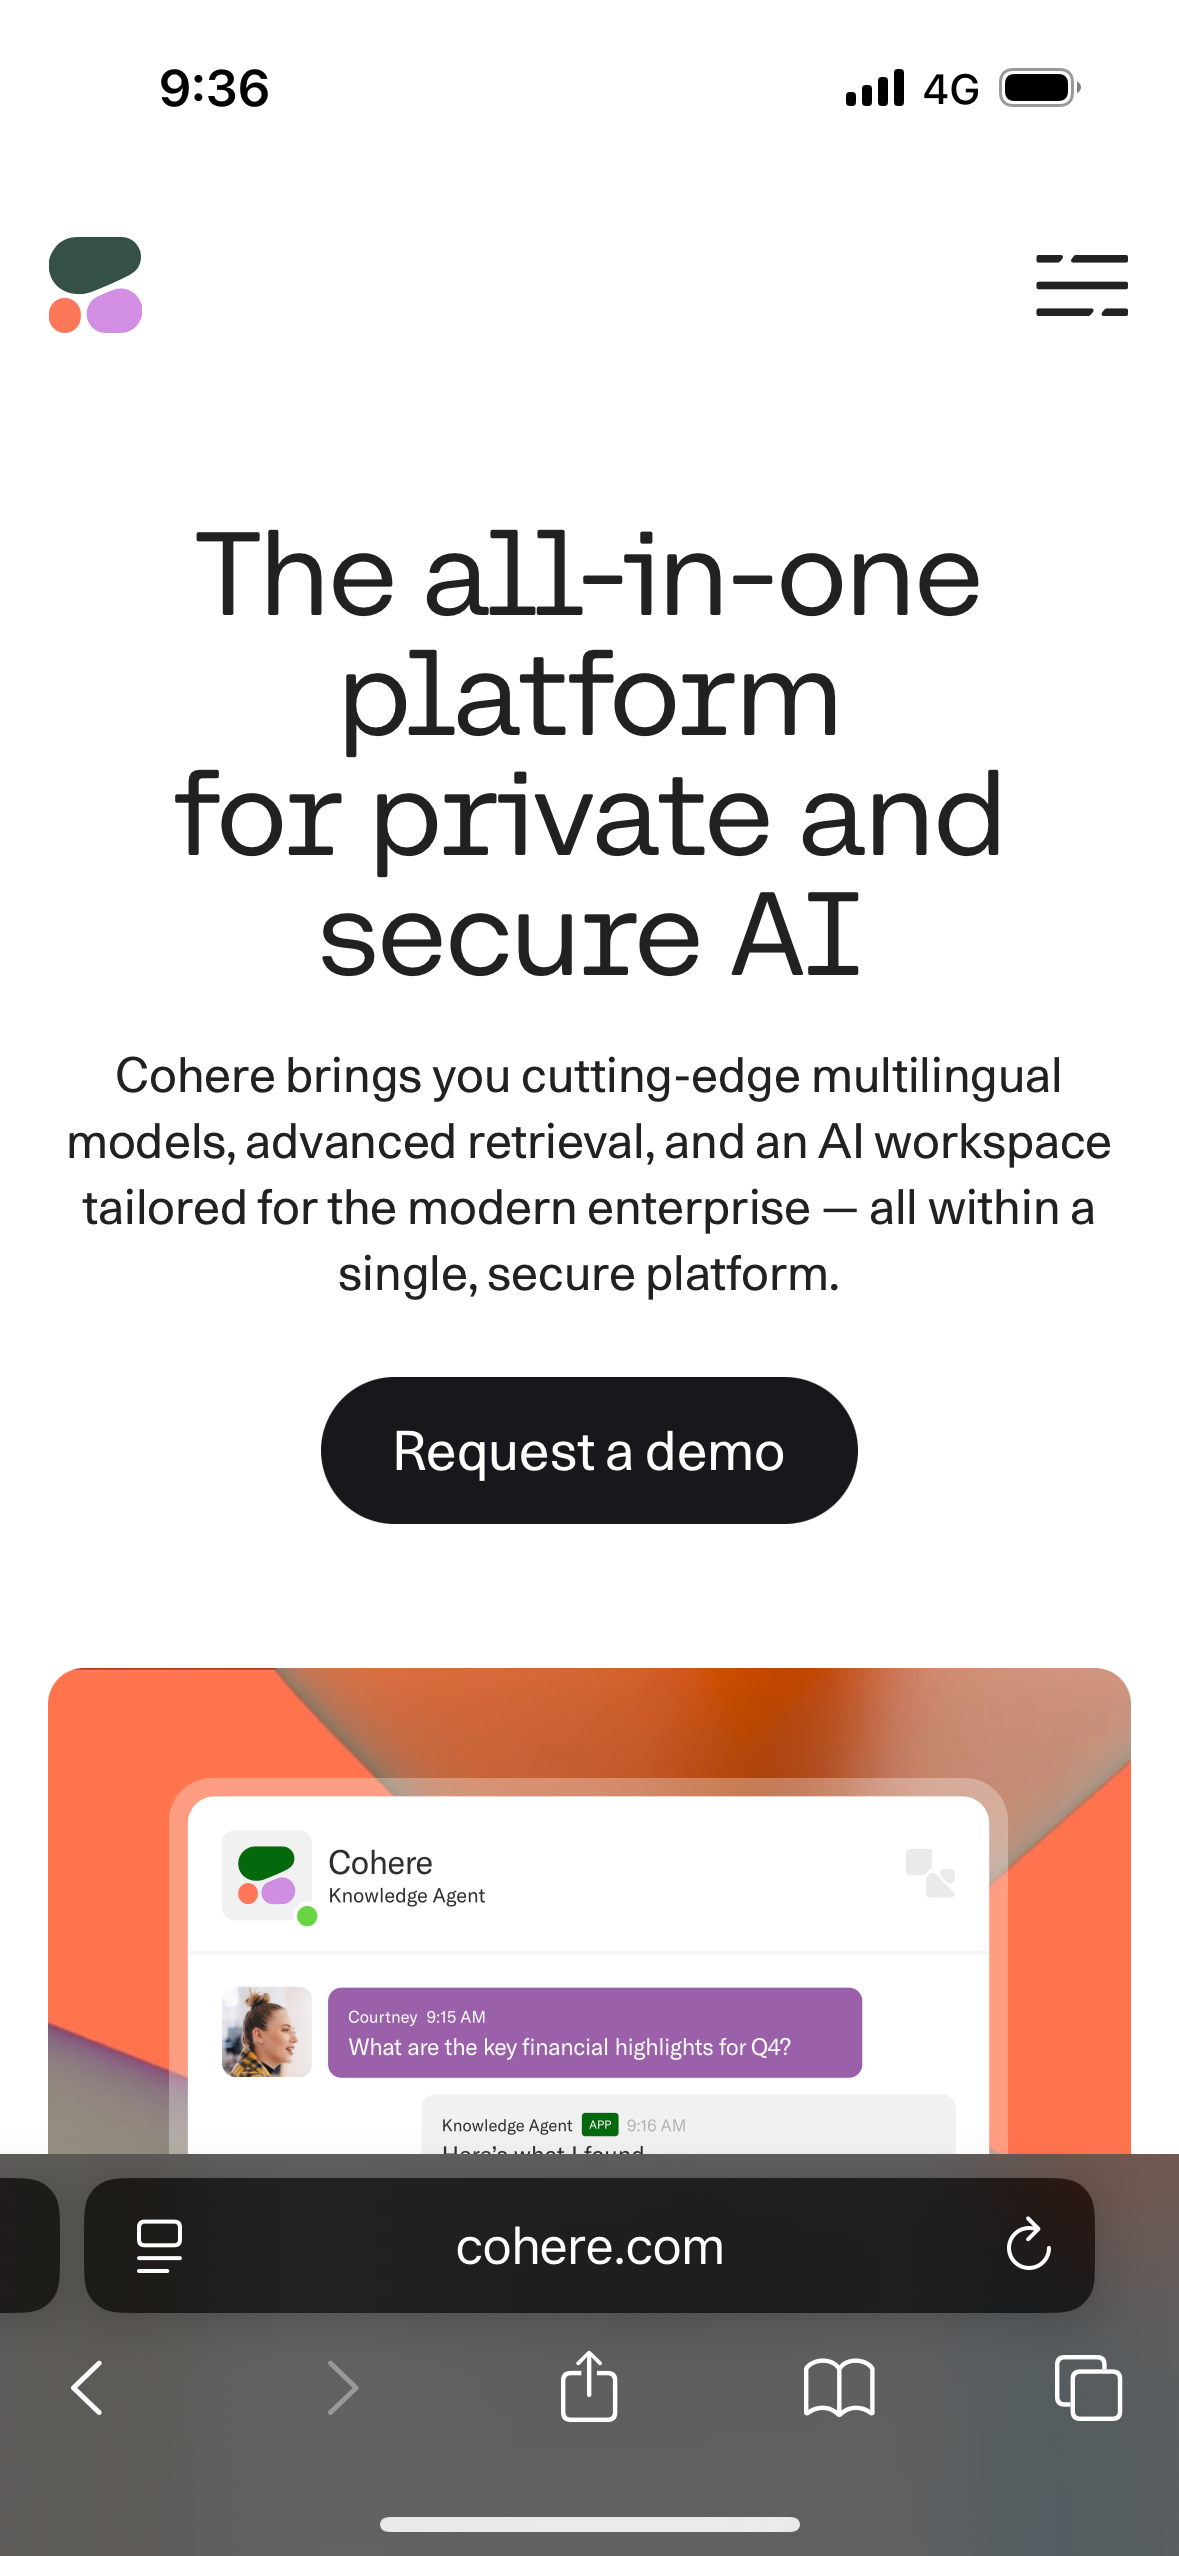 9:36
4G
The all-in-one
platform
for private and
secure AI
Cohere brings you cutting-edge multilingual
models, advanced retrieval, and an AI workspace
tailored for the modern enterprise — all within a
single, secure platform.
Request a demo
Cohere
Knowledge Agent
Courtney 9:15 AM
What are the key financial highlights for Q4?
Knowledge Agent APP 9:16 AM
Here's what I found
cohere.com